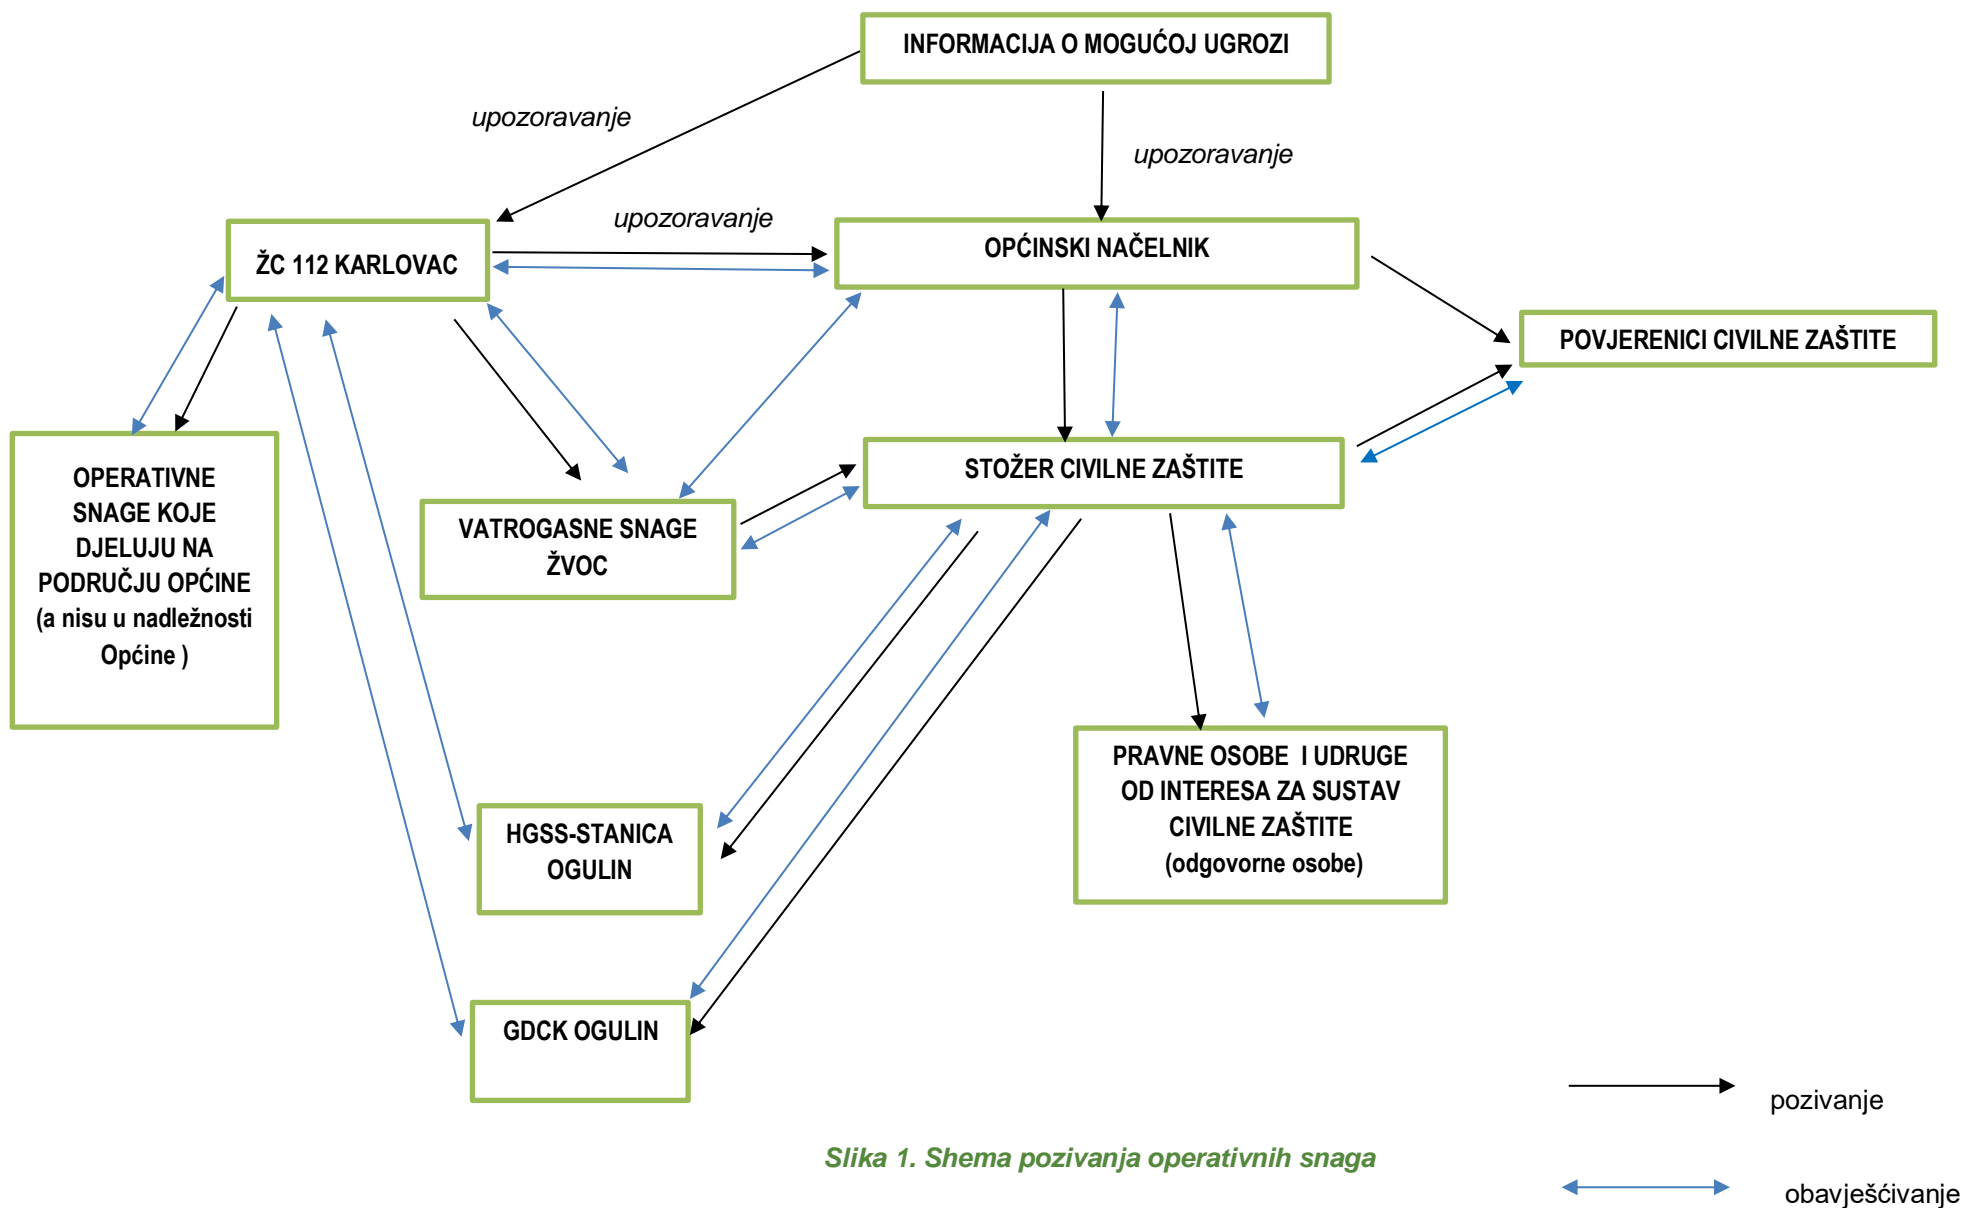 INFORMACIJA O MOGUĆOJ UGROZI
upozoravanje
upozoravanje
upozoravanje
ŽC 112 KARLOVAC
OPĆINSKI NAČELNIK
POVJERENICI CIVILNE ZAŠTITE
OPERATIVNE
SNAGE KOJE
DJELUJU NA
PODRUČJU OPĆINE
(a nisu u nadležnosti
Općine )
VATROGASNE SNAGE
ŽVOC
STOŽER CIVILNE ZAŠTITE
PRAVNE OSOBE  I UDRUGE
OD INTERESA ZA SUSTAV
CIVILNE ZAŠTITE
(odgovorne osobe)
HGSS-STANICA
OGULIN
GDCK OGULIN
pozivanje
Slika 1. Shema pozivanja operativnih snaga
obavješćivanje